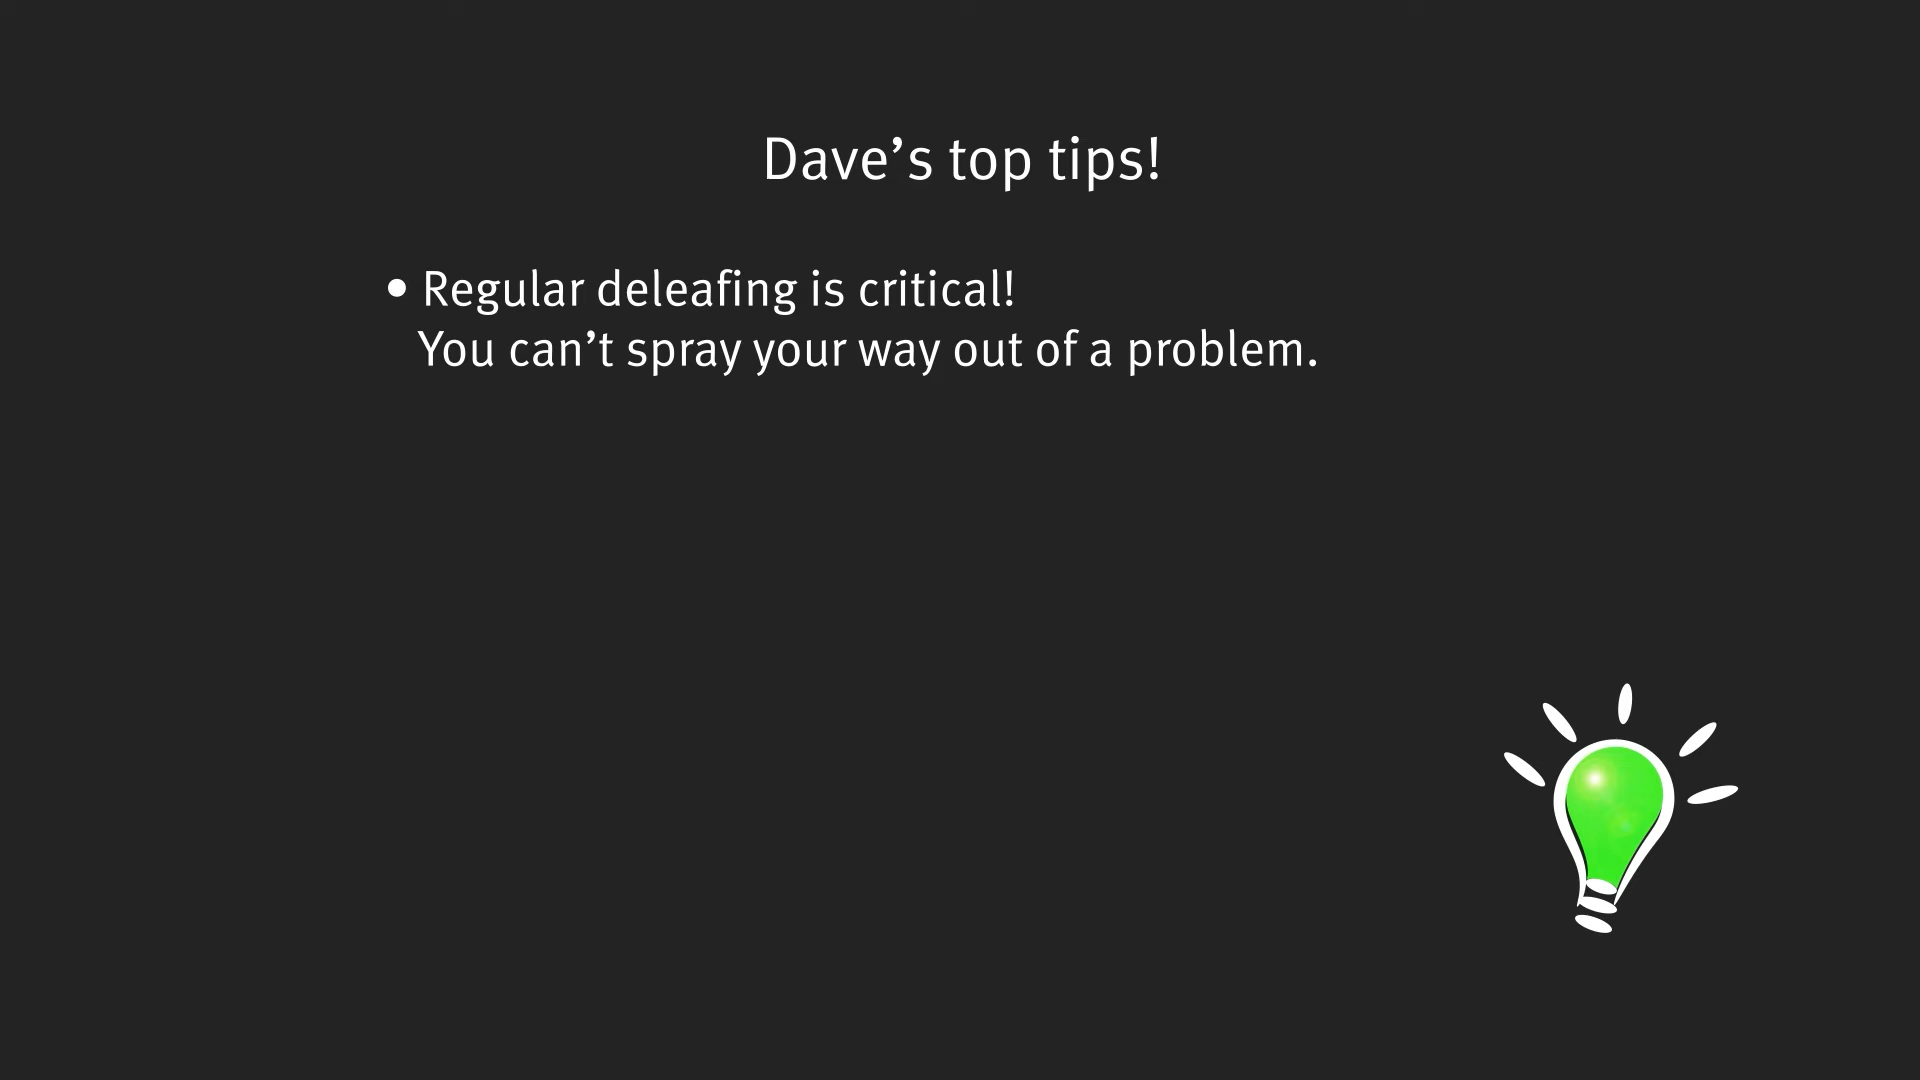 Dave’s top tips!
• Regular deleafing is critical!
You can’t spray your way out of a problem.